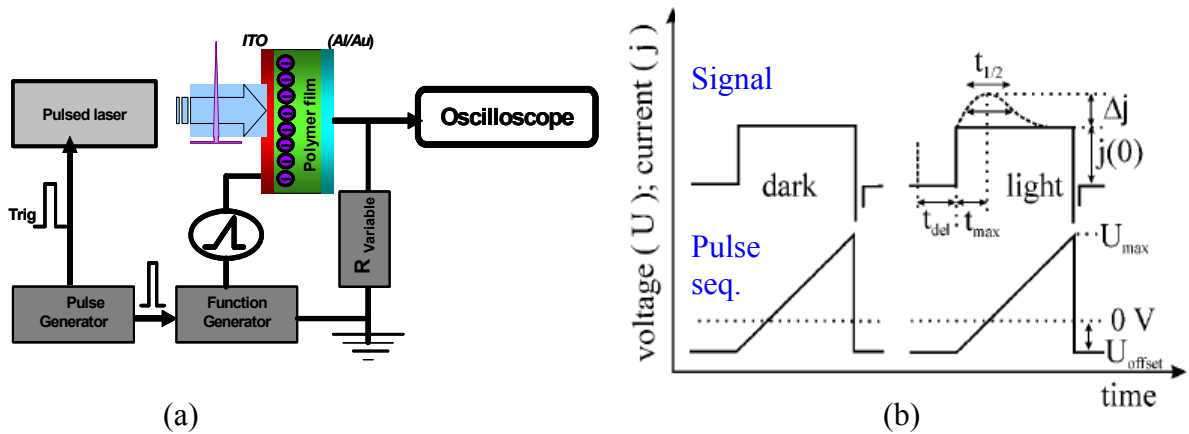 ITO
(Al/Au)
Pulsed laser
Polymer film
Oscilloscope
Trig
R Variable
Pulse
Generator
Function
Generator
(a)
voltage ( U ); current ( j )
Signal
t1/2
Δj
j(0)
dark
light
tdel
tmax
Umax
Pulse
seq.
0 V
Uoffset
time
(b)